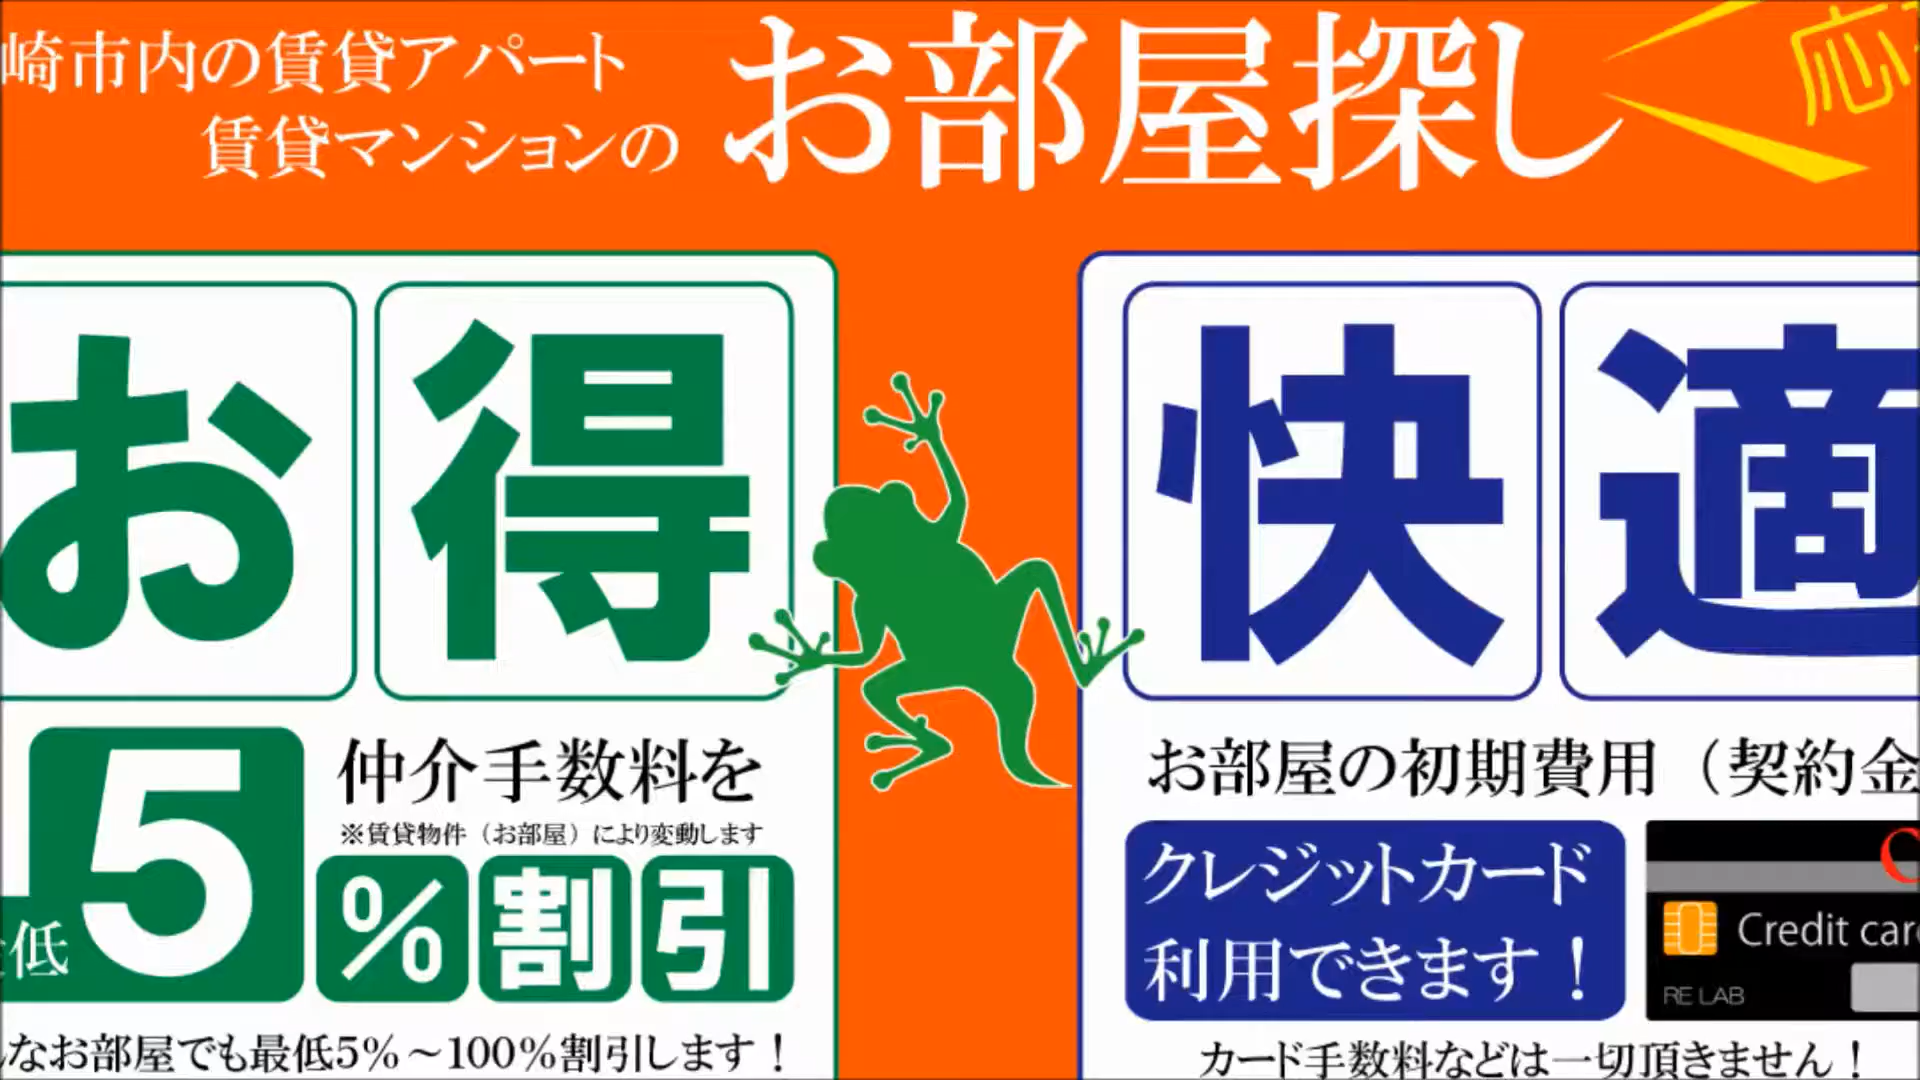 崎市内の賃貸アパート
賃貸マンションの
お部屋探し
応
お得
5
低
仲介手数料を
※賃貸物件（お部屋）により変動します
%割引
なお部屋でも最低5%～100%割引します！
快適
お部屋の初期費用（契約金
クレジットカード
利用できます！
Credit card
RE LAB
カード手数料などは一切頂きません！